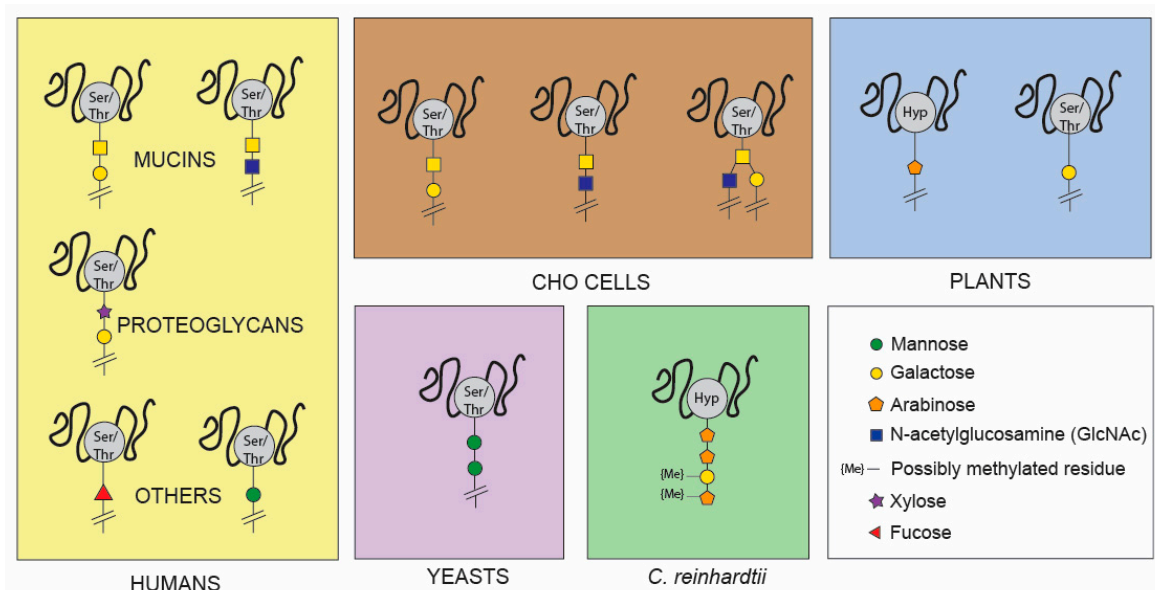 Ser/
Thr
Ser/
Thr
MUCINS
Ser/
Thr
PROTEOGLYCANS
Ser/
Thr
Ser/
Thr
OTHERS
HUMANS
Ser/
Thr
Ser/
Thr
Ser/
Thr
CHO CELLS
Hyp
Ser/
Thr
PLANTS
Ser/
Thr
YEASTS
Hyp
{Me}
{Me}
C. reinhardtii
Mannose
Galactose
Arabinose
N-acetylglucosamine (GlcNAc)
{Me} Possibly methylated residue
Xylose
Fucose